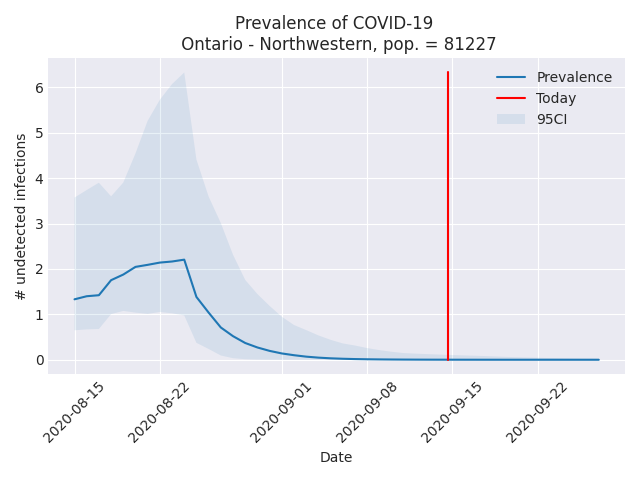 Prevalence of COVID-19
Ontario - Northwestern, pop. = 81227
Prevalence
Today
95CI
# undetected infections
6
5
4
3
2
1
0
2020-08-15
2020-08-22
2020-09-01
2020-09-08
2020-09-15
2020-09-22
Date